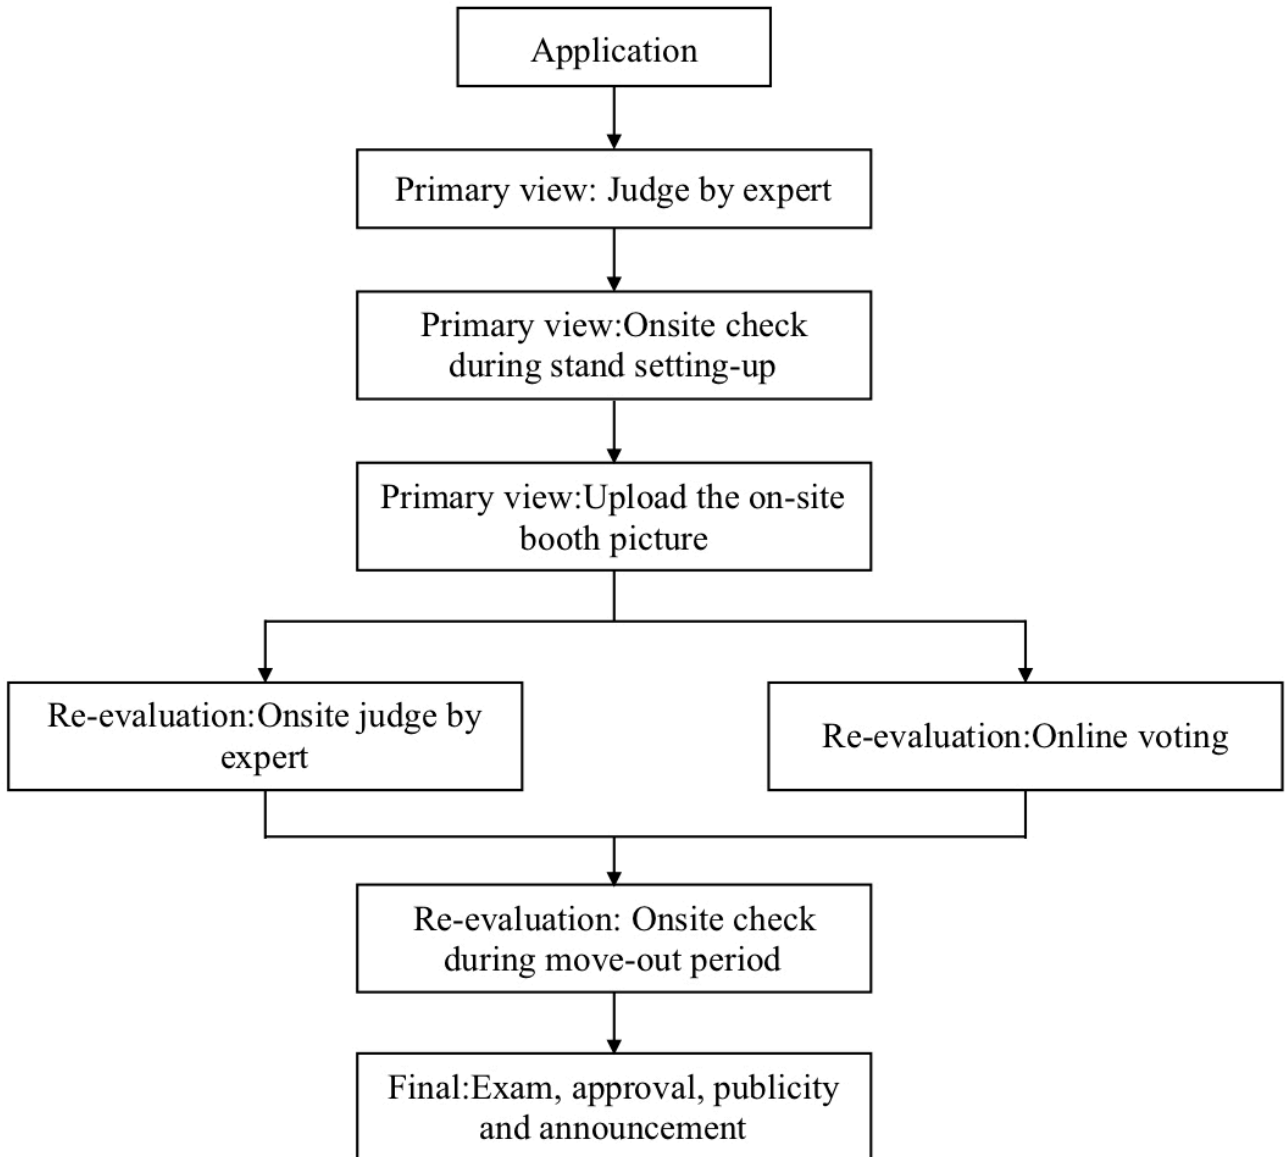 Application
Primary view: Judge by expert
Primary view:Onsite check
during stand setting-up
Primary view:Upload the on-site
booth picture
Re-evaluation:Onsite judge by
expert
Re-evaluation:Online voting
Re-evaluation: Onsite check
during move-out period
Final:Exam, approval, publicity
and announcement